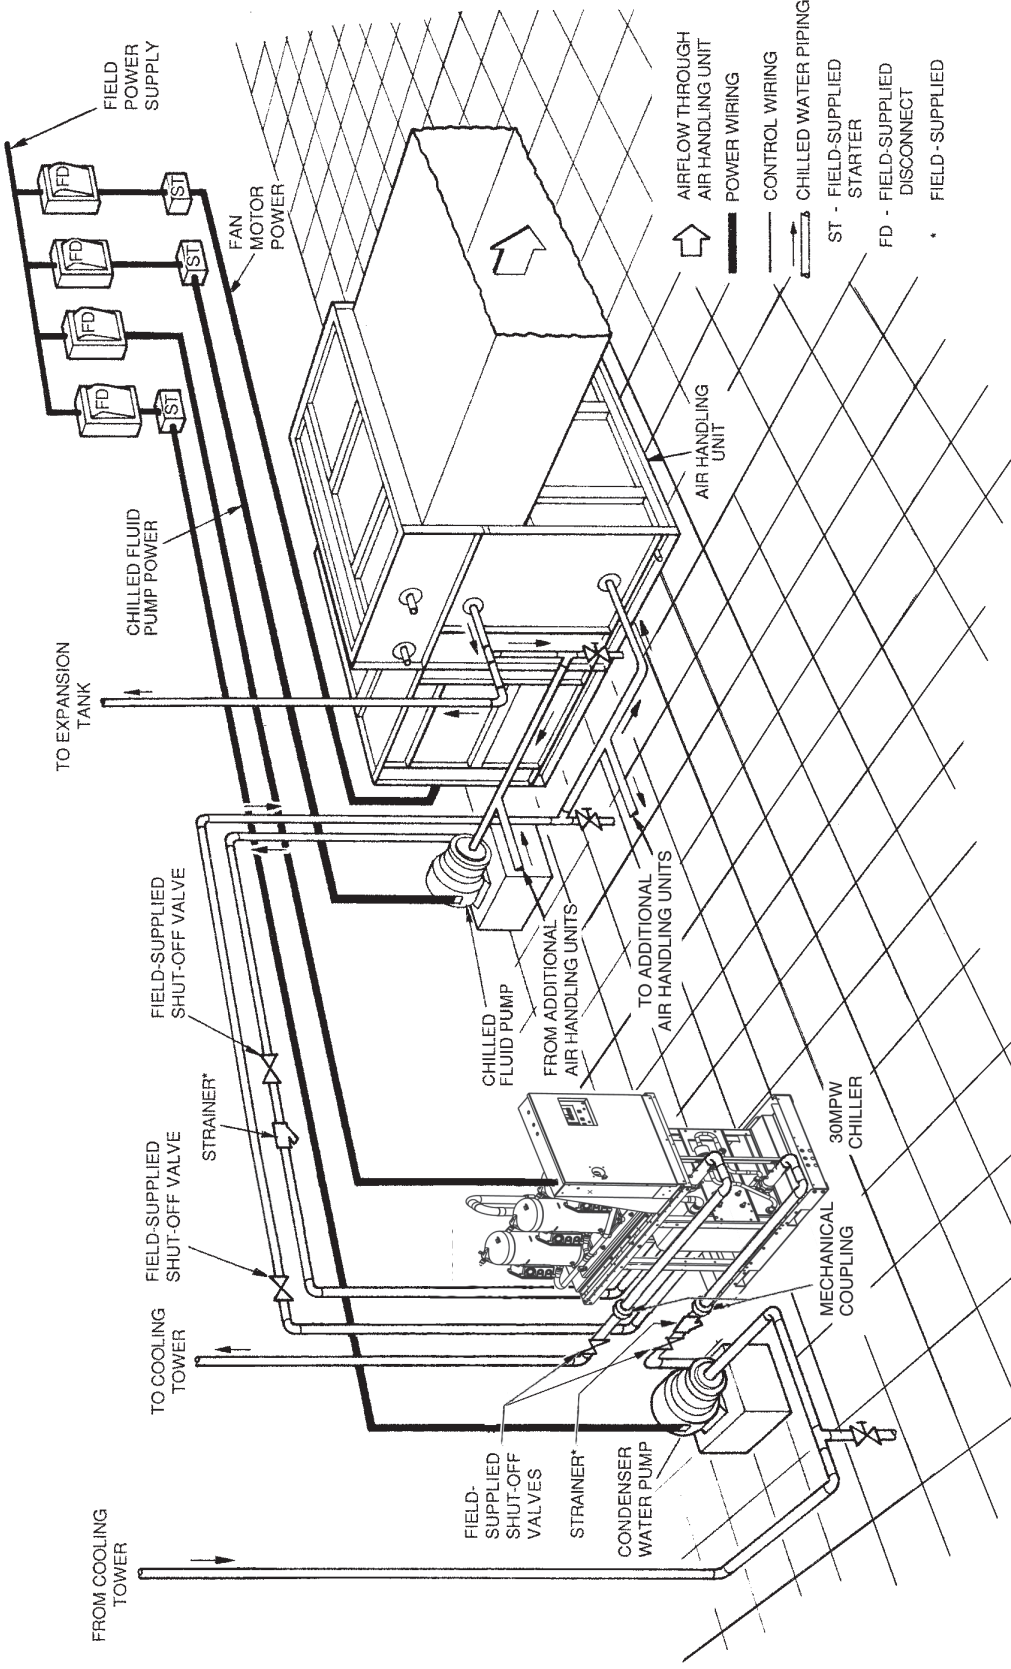 FROM COOLING
TOWER
TO COOLING
TOWER
FIELD-SUPPLIED
SHUT-OFF VALVE
STRAINER*
FIELD-SUPPLIED
SHUT-OFF VALVE
TO EXPANSION
TANK
CHILLED FLUID
PUMP POWER
FAN
MOTOR
POWER
FIELD
POWER
SUPPLY
FD
FD
FD
FD
ST
ST
ST
FIELD-
SUPPLIED
SHUT-OFF
VALVES
STRAINER*
CONDENSER
WATER PUMP
MECHANICAL
COUPLING
30MPW
CHILLER
CHILLED
FLUID PUMP
FROM ADDITIONAL
AIR HANDLING UNITS
TO ADDITIONAL
AIR HANDLING UNITS
AIR HANDLING
UNIT
AIRFLOW THROUGH
AIR HANDLING UNIT
POWER WIRING
CONTROL WIRING
CHILLED WATER PIPING
ST - FIELD-SUPPLIED
STARTER
FD - FIELD-SUPPLIED
DISCONNECT
* FIELD-SUPPLIED